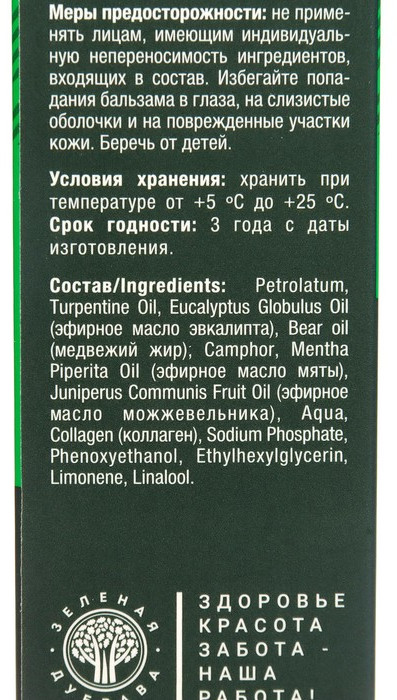 Меры предосторожности: не приме-
нять лицам, имеющим индивидуаль-
ную непереносимость ингредиентов,
входящих в состав. Избегайте попа-
дания бальзама в глаза, на слизистые
оболочки и на поврежденные участки
кожи. Беречь от детей.
Условия хранения: хранить при
температуре от +5 ºС до +25 ºС.
Срок годности: 3 года с даты
изготовления.
Состав/Ingredients: Petrolatum,
Turpentine Oil, Eucalyptus Globulus Oil
(эфирное масло эвкалипта), Bear oil
(медвежий жир); Camphor, Mentha
Piperita Oil (эфирное масло мяты),
Juniperus Communis Fruit Oil (эфирное
масло можжевельника), Aqua,
Collagen (коллаген), Sodium Phosphate,
Phenoxyethanol, Ethylhexylglycerin,
Limonene, Linalool.
ЗЕЛЕНАЯ
ДУБРАВА
ЗДОРОВЬЕ
КРАСОТА
ЗАБОТА -
НАША
РАБОТА!